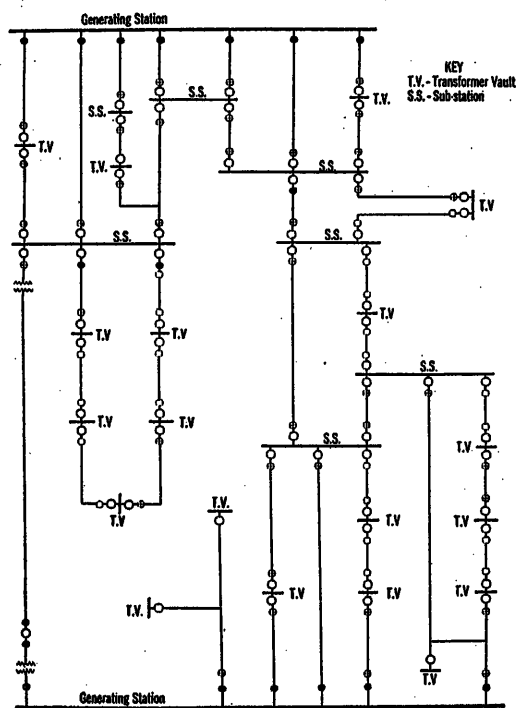 Generating Station
KEY
T.V. - Transformer Vault
S.S. - Sub-station
S.S.
T.V.
S.S.
T.V
T.V.
S.S.
T.V
S.S.
S.S.
T.V
T.V
T.V
S.S.
T.V
T.V
S.S.
T.V
T.V.
T.V
T.V
T.V
T.V
T.V
T.V
T.V.
T.V
Generating Station